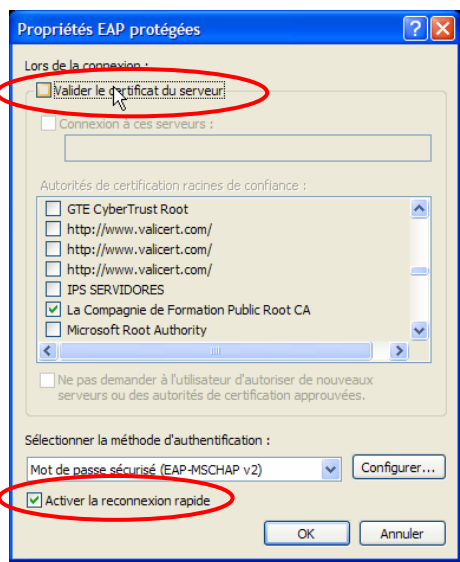 Propriétés EAP protégées
Lors de la connexion :
Valider le certificat du serveur
Connexion à ces serveurs :
Autorités de certification racines de confiance :
GTE CyberTrust Root
http://www.valicert.com/
http://www.valicert.com/
http://www.valicert.com/
IPS SERVIDORES
La Compagnie de Formation Public Root CA
Microsoft Root Authority
Ne pas demander à l'utilisateur d'autoriser de nouveaux
serveurs ou des autorités de certification approuvées.
Sélectionner la méthode d'authentification :
Mot de passe sécurisé (EAP-MSCHAP v2) Configurer...
Activer la reconnexion rapide
OK Annuler